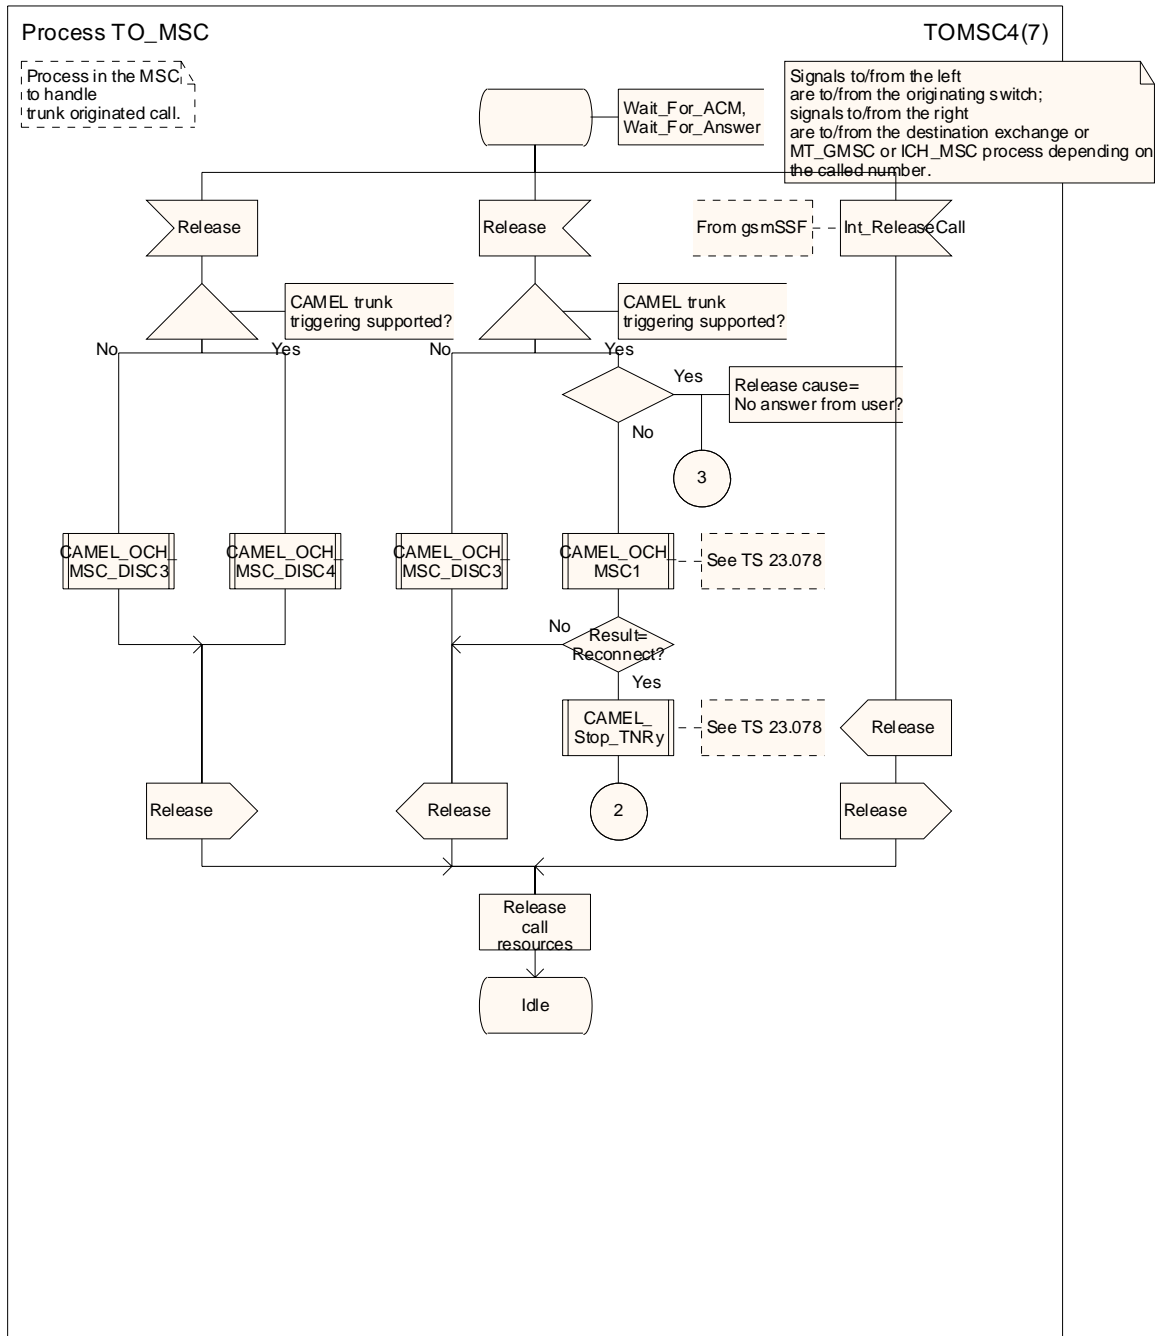 Process TO_MSC
TOMSC4(7)
Process in the MSC
to handle
trunk originated call.
Signals to/from the left
are to/from the originating switch;
signals to/from the right
are to/from the destination exchange or
MT_GMSC or ICH_MSC process depending on
the called number.
Wait_For_ACM,
Wait_For_Answer
Release
Release
From gsmSSF
Int_ReleaseCall
CAMEL trunk
triggering supported?
CAMEL trunk
triggering supported?
No
Yes
No
Yes
Yes
Release cause=
No answer from user?
No
3
CAMEL_OCH_
MSC_DISC3
CAMEL_OCH_
MSC_DISC4
CAMEL_OCH_
MSC_DISC3
CAMEL_OCH_
MSC1
See TS 23.078
No
Result=
Reconnect?
Yes
CAMEL_
Stop_TNRy
See TS 23.078
Release
Release
Release
2
Release
Release
call
resources
Idle